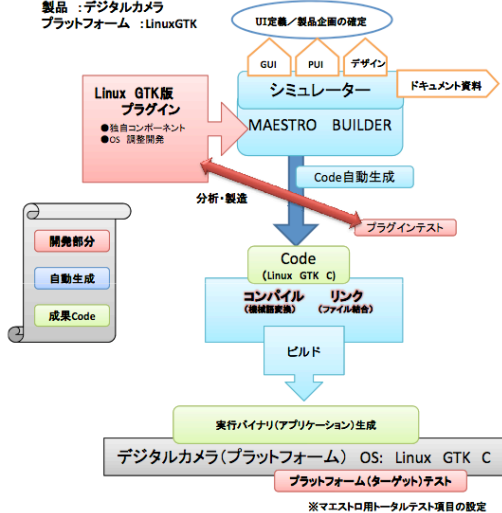 製品　：デジタルカメラ
プラットフォーム　：LinuxGTK
UI定義／製品企画の確定
GUI
PUI
デザイン
シミュレーター
ドキュメント資料
MAESTRO BUILDER
Linux GTK版
プラグイン
●独自コンポーネント
●OS 調整開発
Code自動生成
分析・製造
プラグインテスト
開発部分
自動生成
成果Code
Code
(Linux GTK C)
コンパイル
(機械語変換)
リンク
(ファイル結合)
ビルド
実行バイナリ(アプリケーション)生成
デジタルカメラ(プラットフォーム) OS: Linux GTK C
プラットフォーム(ターゲット)テスト
※マエストロ用トータルテスト項目の設定